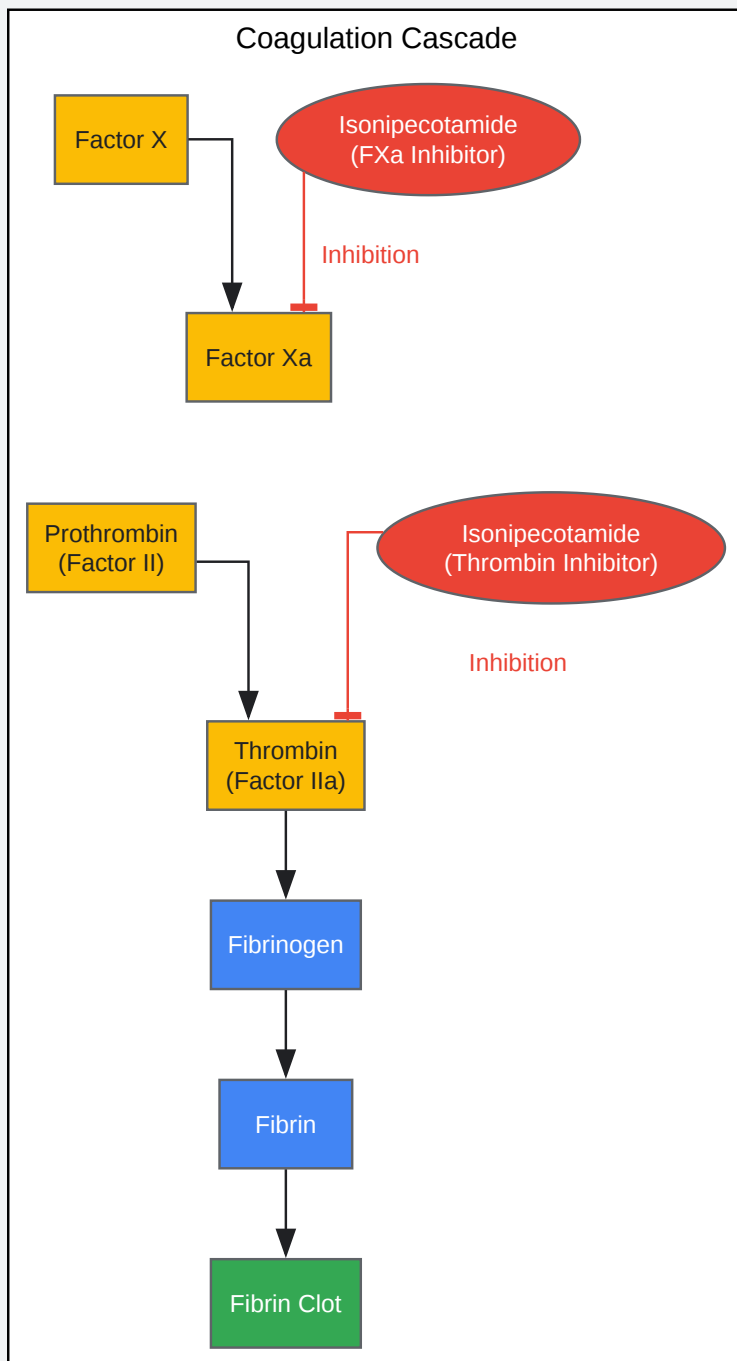 Coagulation Cascade
Factor X
Isonipecotamide
(FXa Inhibitor)
Inhibition
Factor Xa
Prothrombin
(Factor II)
Isonipecotamide
(Thrombin Inhibitor)
Inhibition
Thrombin
(Factor IIa)
Fibrinogen
Fibrin
Fibrin Clot